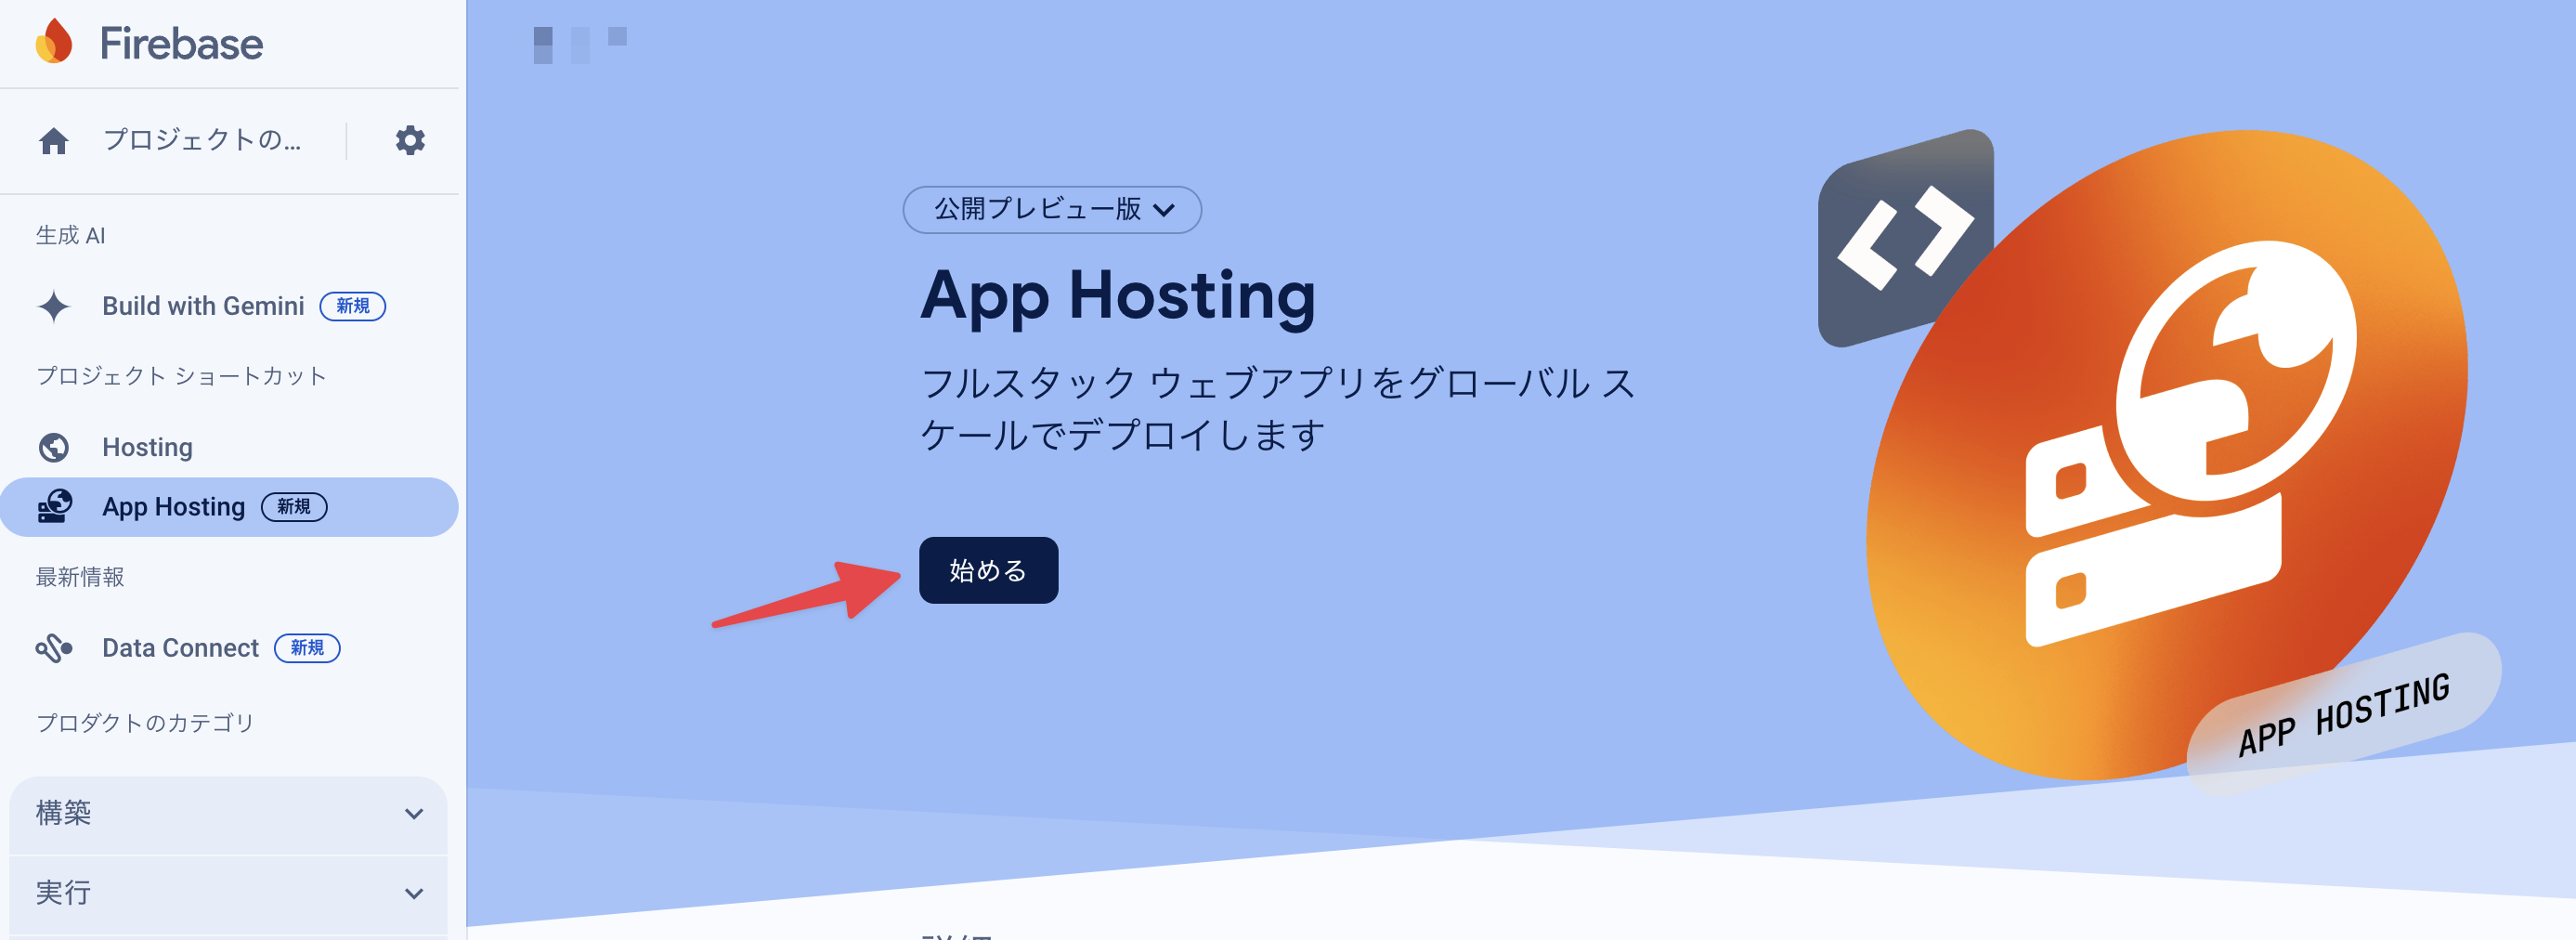 Firebase
プロジェクトの...
生成 AI
Build with Gemini 新規
プロジェクト ショートカット
Hosting
App Hosting 新規
最新情報
Data Connect 新規
プロダクトのカテゴリ
構築
実行
公開プレビュー版
App Hosting
フルスタック ウェブアプリをグローバル ス
ケールでデプロイします
始める
APP HOSTING